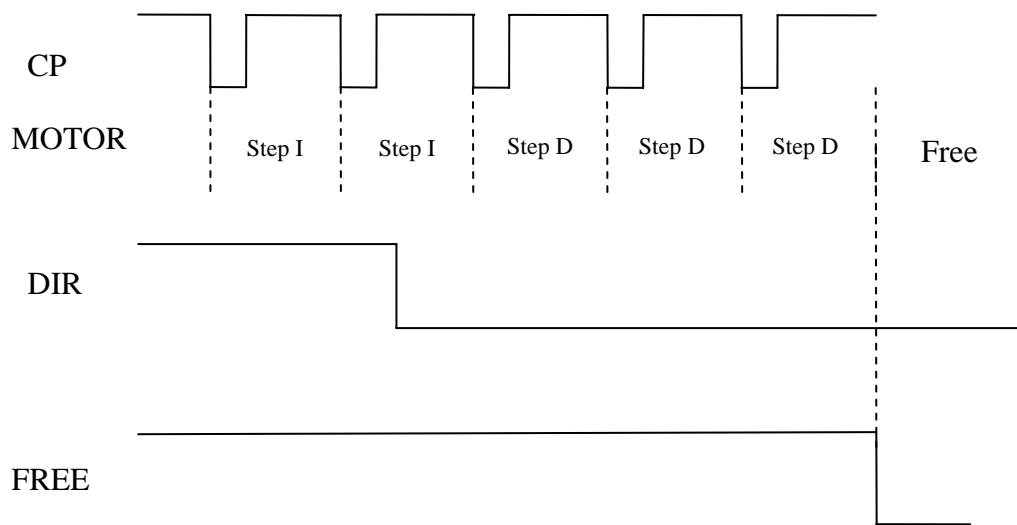 CP
MOTOR
Step I
Step I
Step D
Step D
Step D
Free
DIR
FREE